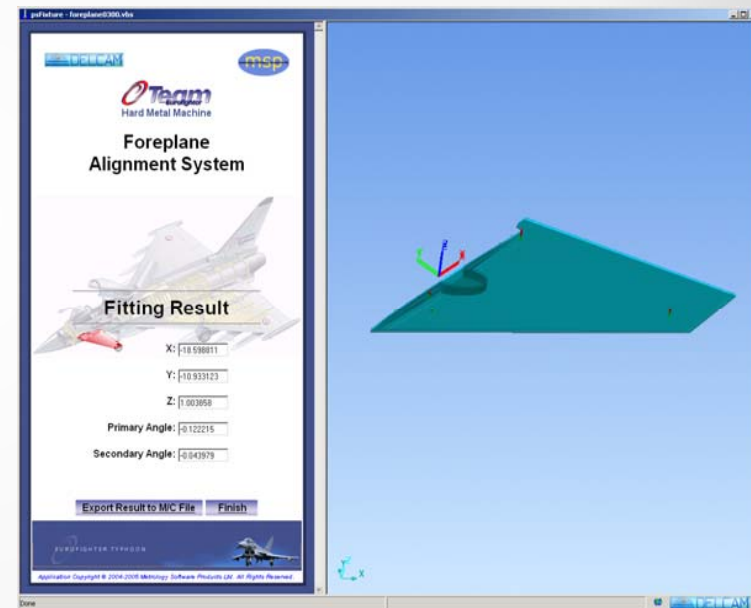 psFixture - foreplane0300.vbs
DELCAM
msp
Team
Eurofighter
Hard Metal Machine
Foreplane
Alignment System
Fitting Result
X: -18.598811
Y: -10.933123
Z: 1.003858
Primary Angle: -0.122215
Secondary Angle: -0.043979
Export Result to M/C File Finish
EUROFIGHTER TYPHOON
Application Copyright © 2004-2005 Metrology Software Products Ltd. All Rights Reserved.
Done
DELCAM
Z
X
Y
X